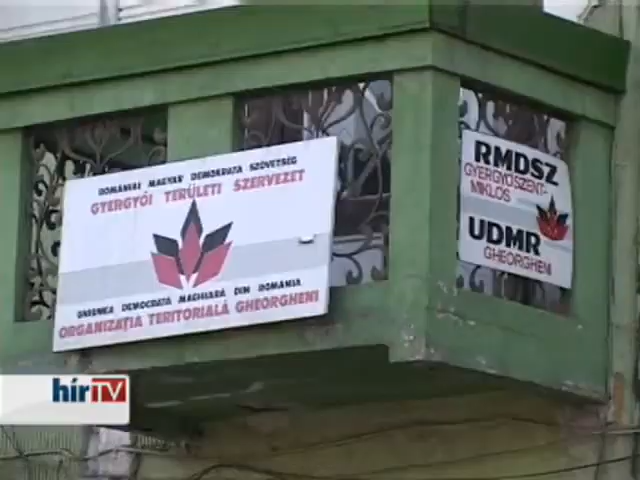 ROMÁNIAI MAGYAR DEMOKRATA SZÖVETSÉG
GYERGYÓI TERÜLETI SZERVEZET
UNIUNEA DEMOCRATĂ MAGHIARĂ DIN ROMANIA
ORGANIZAȚIA TERITORIALĂ GHEORGHENI
RMDSZ
GYERGYÓSZENT-
MIKLÓS
UDMR
GHEORGHENI
hírTV